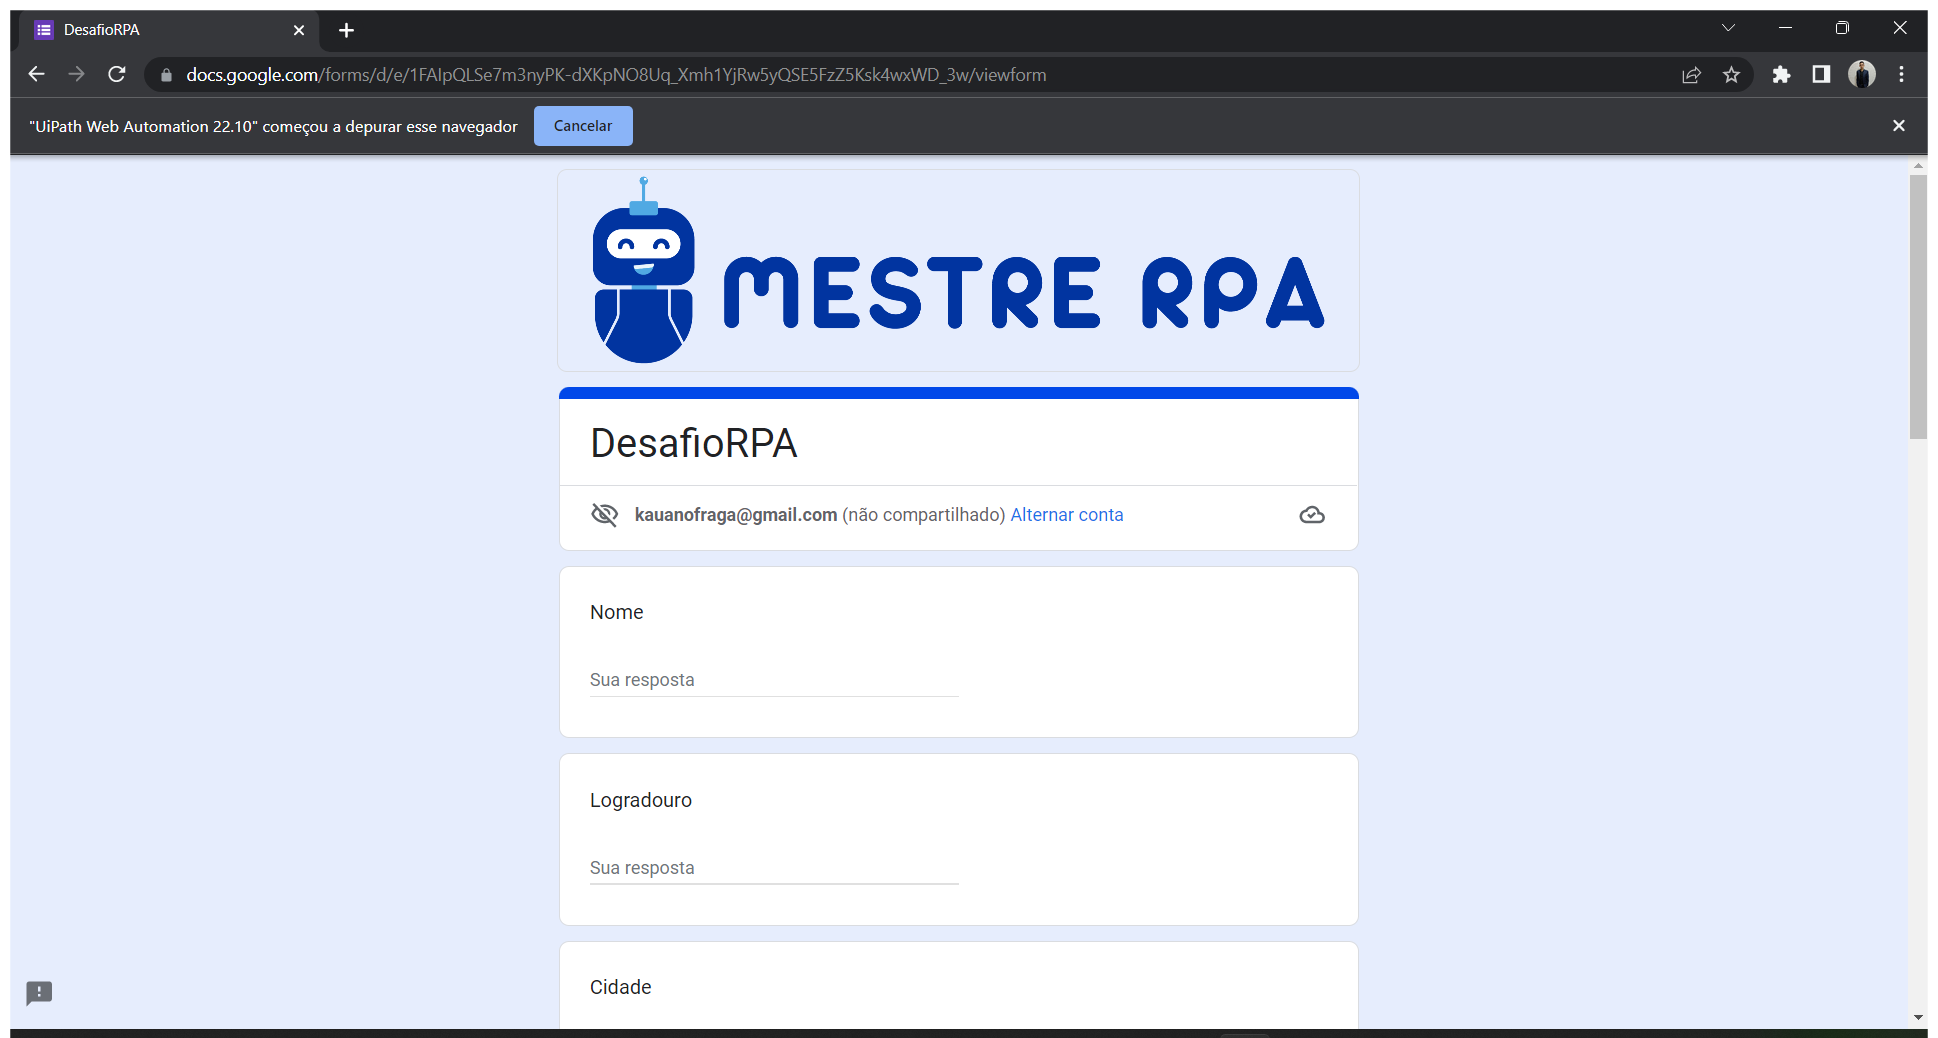 DesafioRPA
docs.google.com/forms/d/e/1FAIpQLSe7m3nyPK-dXKpNO8Uq_Xmh1YjRw5yQSE5FzZ5Ksk4wxWD_3w/viewform
"UiPath Web Automation 22.10" começou a depurar esse navegador Cancelar
MESTRE RPA
DesafioRPA
kauanofraga@gmail.com (não compartilhado) Alternar conta
Nome
Sua resposta
Logradouro
Sua resposta
Cidade